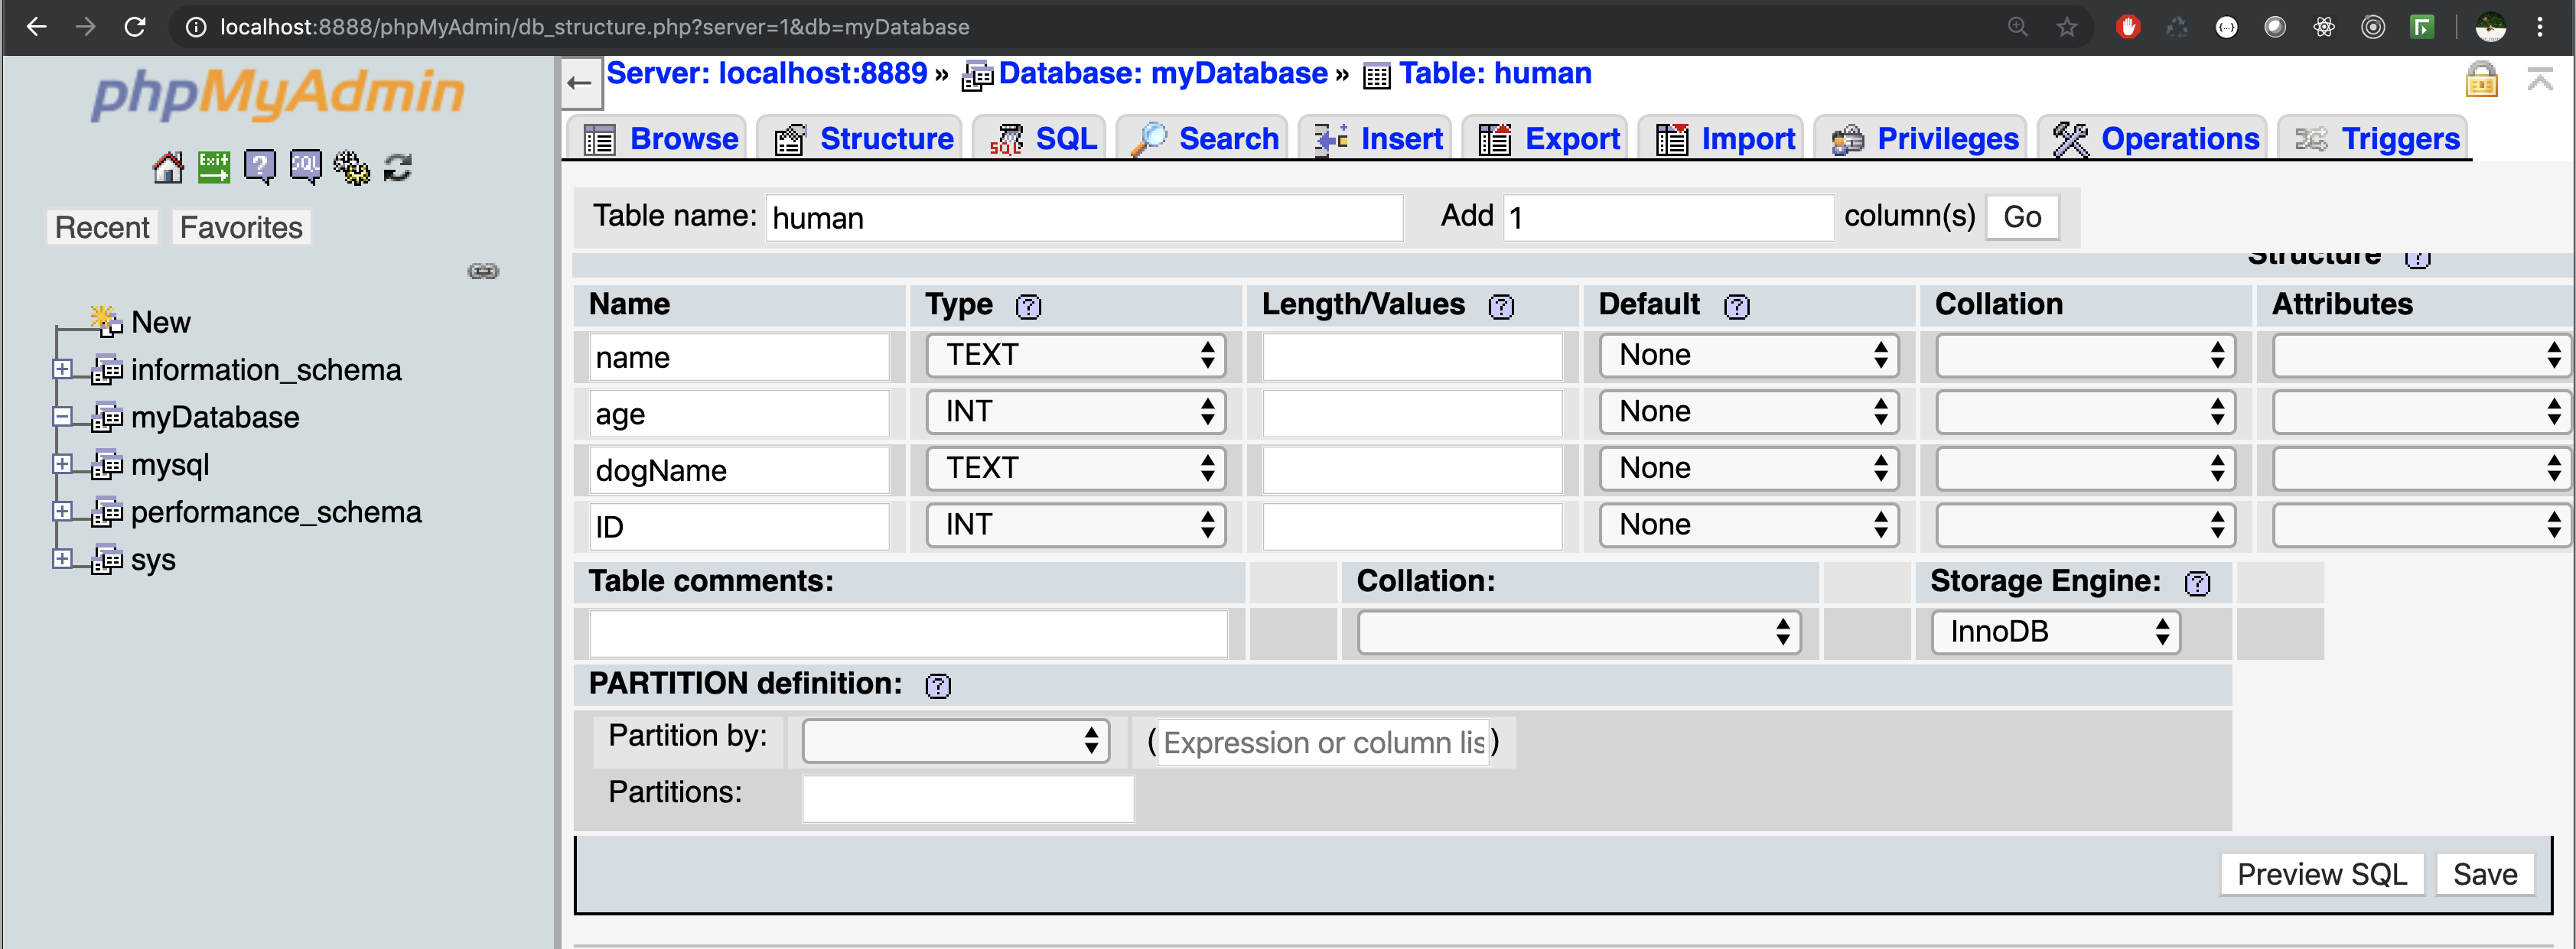 localhost:8888/phpMyAdmin/db_structure.php?server=1&db=myDatabase
phpMyAdmin
Exit
? SQL
Recent Favorites
New
information_schema
myDatabase
mysql
performance_schema
sys
Server: localhost:8889 » Database: myDatabase » Table: human
Browse Structure SQL Search Insert Export Import Privileges Operations Triggers
Table name: human Add 1 column(s) Go
Structure ?
Name Type ? Length/Values ? Default ? Collation Attributes
name TEXT None
age INT None
dogName TEXT None
ID INT None
Table comments: Collation: Storage Engine: ?
InnoDB
PARTITION definition: ?
Partition by: (Expression or column lis)
Partitions:
Preview SQL Save